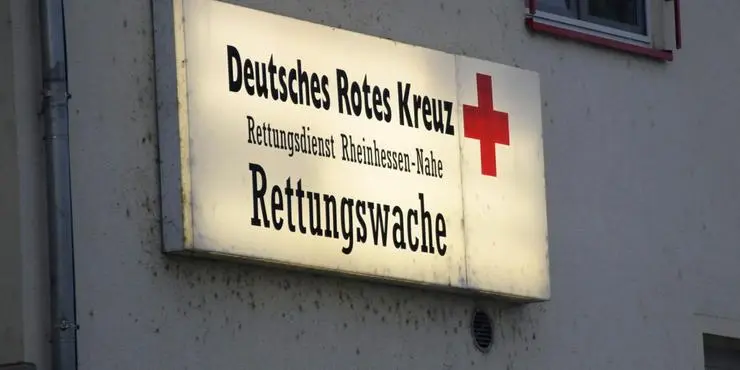 Deutsches Rotes Kreuz
Rettungsdienst Rheinhessen-Nahe
Rettungswache